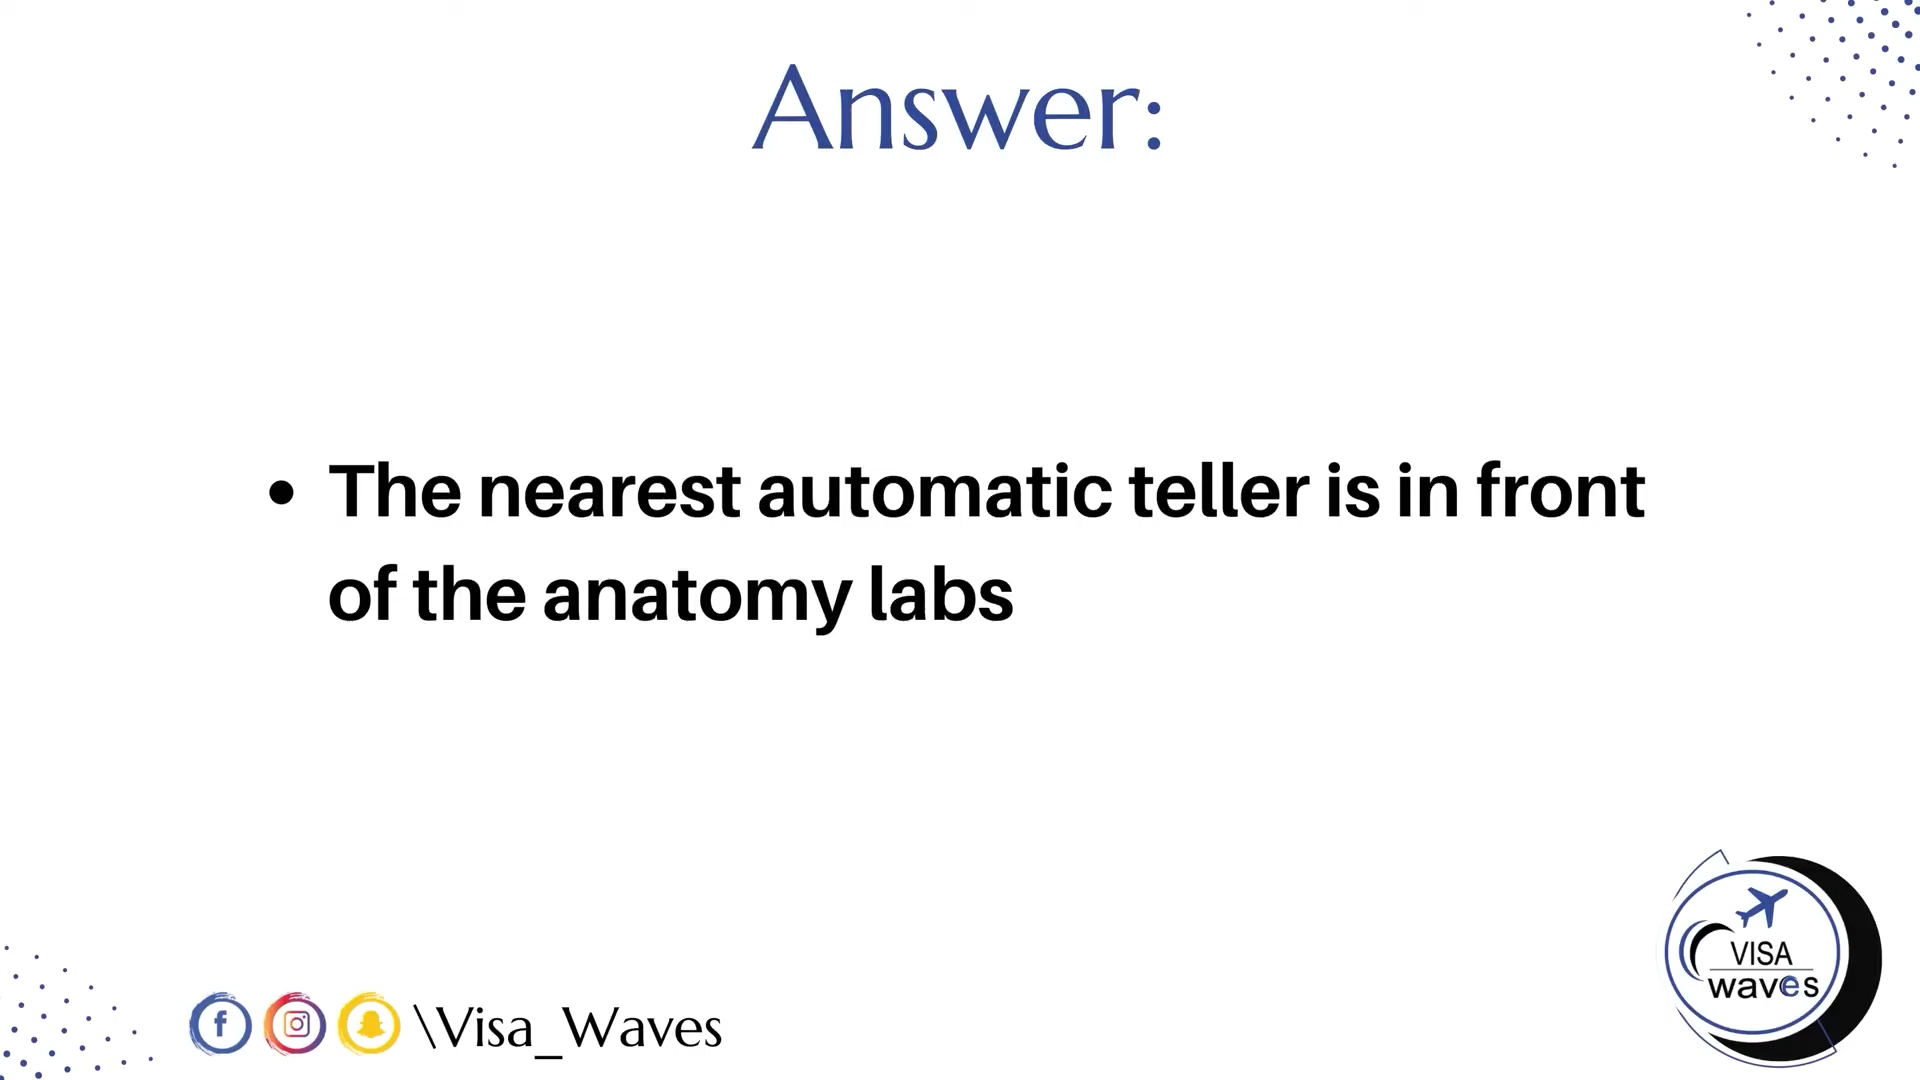 Answer:
• The nearest automatic teller is in front
of the anatomy labs
\Visa_Waves
VISA
waves